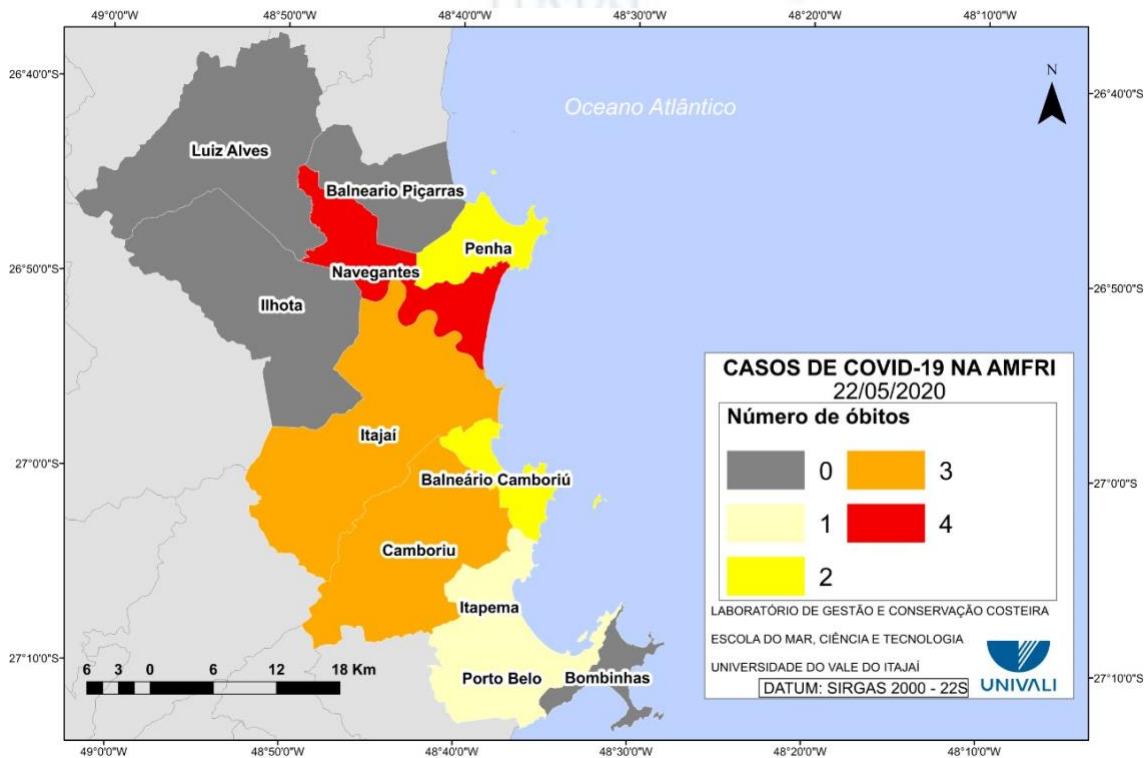 49°0'0"W 48°50'0"W 48°40'0"W 48°30'0"W 48°20'0"W 48°10'0"W
26°40'0"S
26°40'0"S
N
Oceano Atlântico
Luiz Alves
Balneario Piçarras
Penha
26°50'0"S
Navegantes
26°50'0"S
Ilhota
CASOS DE COVID-19 NA AMFRI
22/05/2020
Número de óbitos
0 3
1 4
2
Itajaí
27°0'0"S
Balneário Camboriú
27°0'0"S
Camboriu
Itapema
LABORATÓRIO DE GESTÃO E CONSERVAÇÃO COSTEIRA
ESCOLA DO MAR, CIÊNCIA E TECNOLOGIA
UNIVERSIDADE DO VALE DO ITAJAÍ
UNIVALI
DATUM: SIRGAS 2000 - 22S
27°10'0"S
6 3 0 6 12 18 Km
Porto Belo
Bombinhas
27°10'0"S
49°0'0"W 48°50'0"W 48°40'0"W 48°30'0"W 48°20'0"W 48°10'0"W